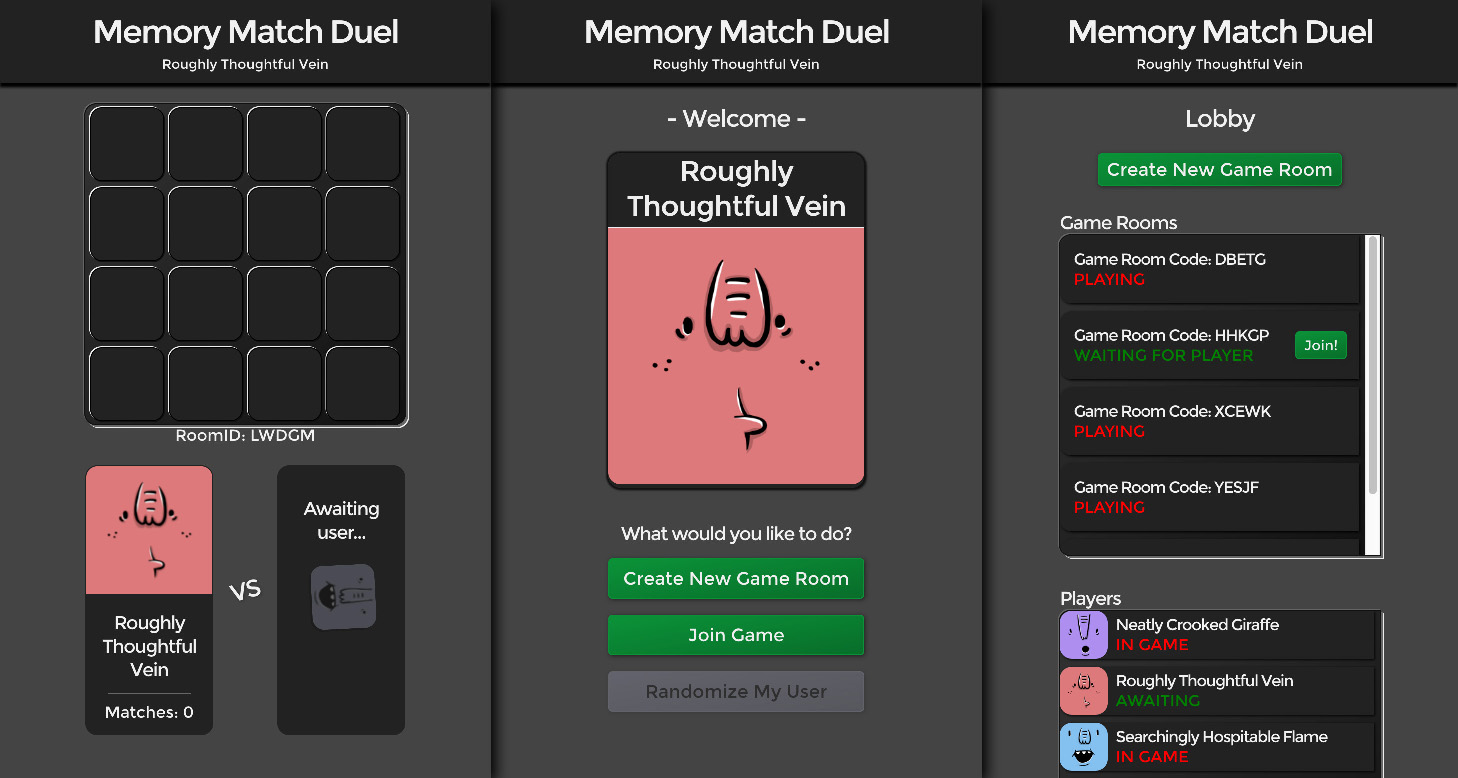 Memory Match Duel
Roughly Thoughtful Vein
RoomID: LWDGM
Roughly
Thoughtful
Vein
Matches: 0
VS
Awaiting
user...
Memory Match Duel
Roughly Thoughtful Vein
- Welcome -
Roughly
Thoughtful Vein
What would you like to do?
Create New Game Room
Join Game
Randomize My User
Memory Match Duel
Roughly Thoughtful Vein
Lobby
Create New Game Room
Game Rooms
Game Room Code: DBETG
PLAYING
Game Room Code: HHKGP
WAITING FOR PLAYER
Join!
Game Room Code: XCEWK
PLAYING
Game Room Code: YESJF
PLAYING
Players
Neatly Crooked Giraffe
IN GAME
Roughly Thoughtful Vein
AWAITING
Searchingly Hospitable Flame
IN GAME